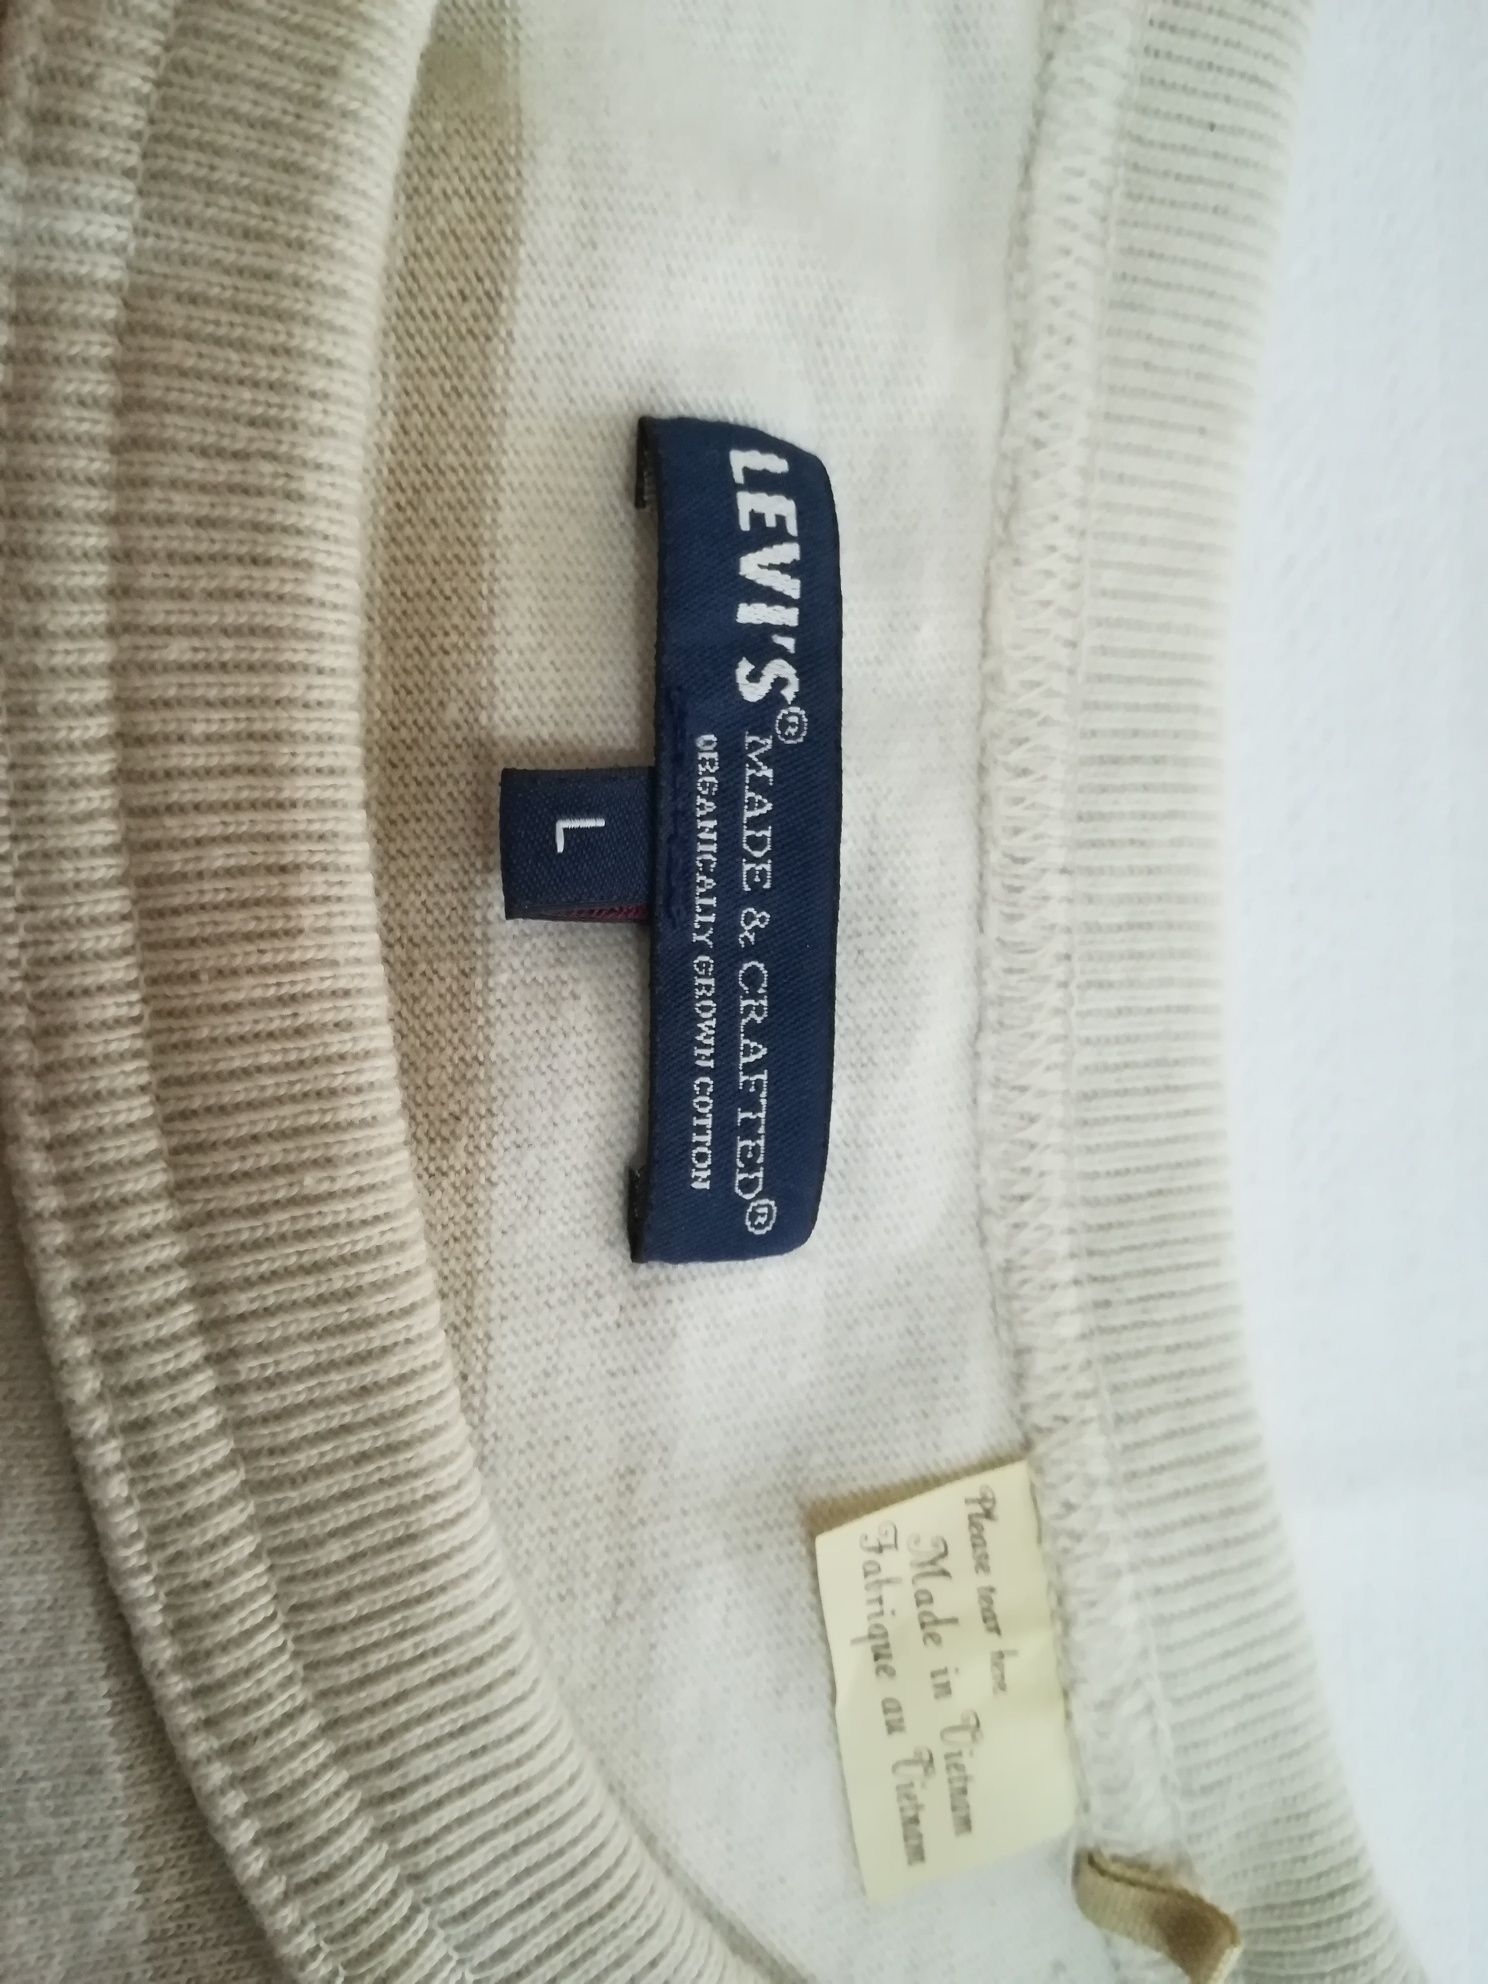 LEVI'S® MADE & CRAFTED®
ORGANICALLY GROWN COTTON
L
Please tear here
Made in Vietnam
Fabrique au Vietnam